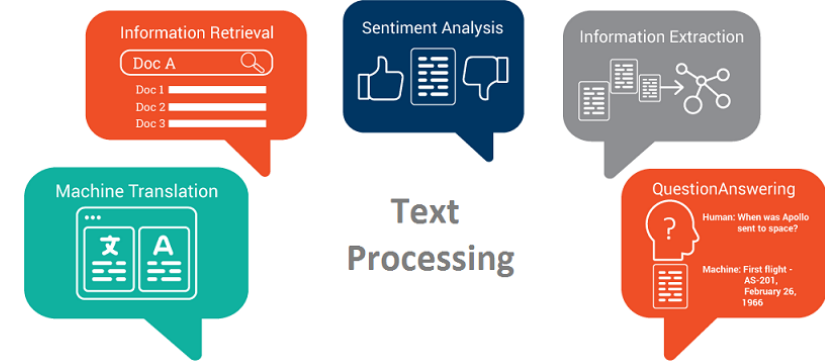 Information Retrieval
Doc A
Doc 1
Doc 2
Doc 3
Sentiment Analysis
Information Extraction
Machine Translation
文 A
Text
Processing
QuestionAnswering
?
Human: When was Apollo
sent to space?
Machine: First flight -
AS-201,
February 26,
1966